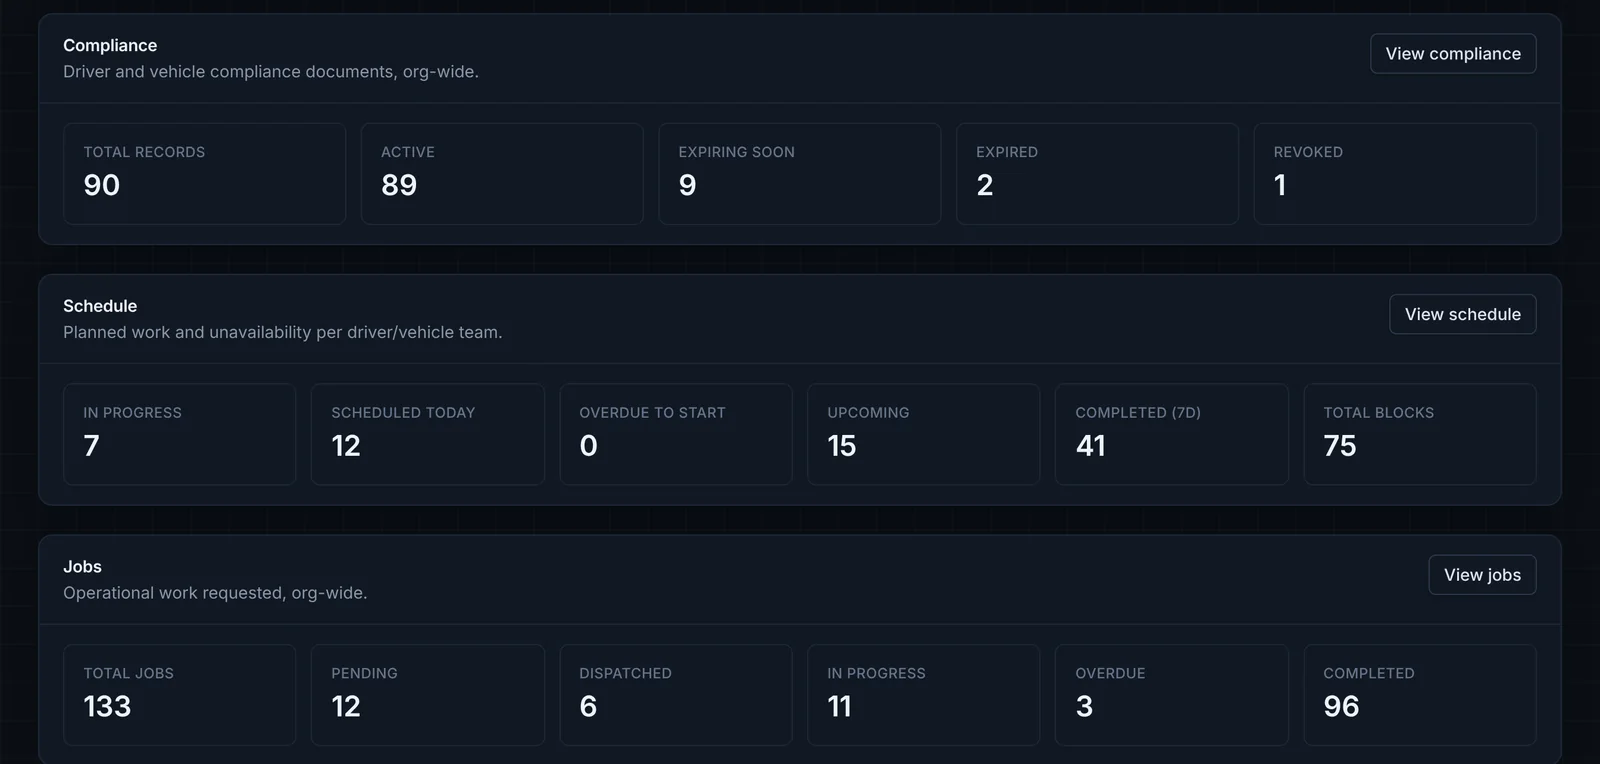 Compliance
Driver and vehicle compliance documents, org-wide.
View compliance
TOTAL RECORDS
90
ACTIVE
89
EXPIRING SOON
9
EXPIRED
2
REVOKED
1
Schedule
Planned work and unavailability per driver/vehicle team.
View schedule
IN PROGRESS
7
SCHEDULED TODAY
12
OVERDUE TO START
0
UPCOMING
15
COMPLETED (7D)
41
TOTAL BLOCKS
75
Jobs
Operational work requested, org-wide.
View jobs
TOTAL JOBS
133
PENDING
12
DISPATCHED
6
IN PROGRESS
11
OVERDUE
3
COMPLETED
96